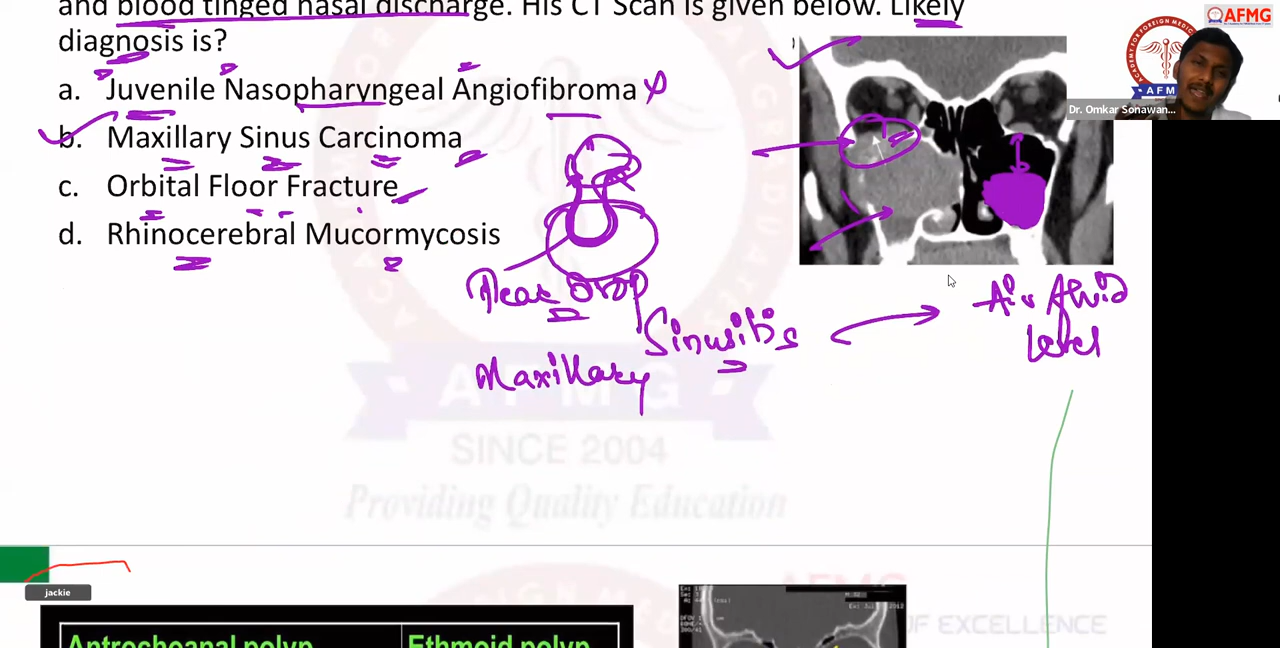 and blood tinged nasal discharge. His CT Scan is given below. Likely
diagnosis is?
a. Juvenile Nasopharyngeal Angiofibroma
b. Maxillary Sinus Carcinoma
c. Orbital Floor Fracture
d. Rhinocerebral Mucormycosis
AFMG
Dr. Omkar Sonawan...
Tear Drop
Sinusitis
Maxillary
Air fluid
level
AFMG
SINCE 2004
Providing Quality Education
jackie
Antrochoanal polyp
Ethmoid polyp
OF EXCELLENCE